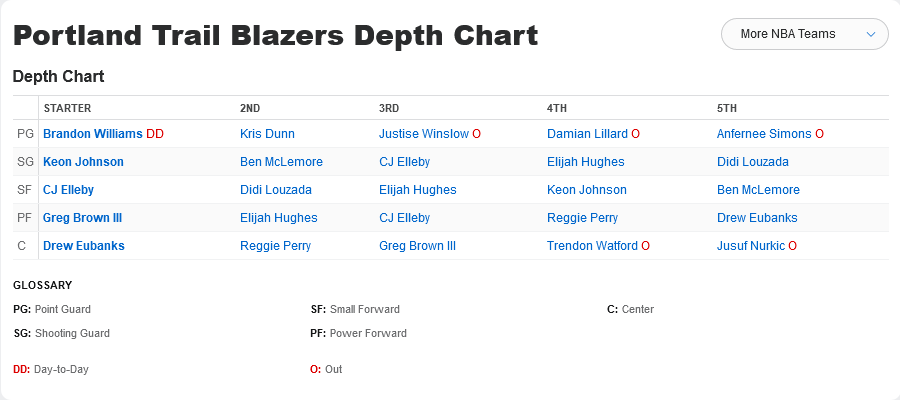 Portland Trail Blazers Depth Chart
More NBA Teams
Depth Chart
STARTER 2ND 3RD 4TH 5TH
PG Brandon Williams DD Kris Dunn Justise Winslow O Damian Lillard O Anfernee Simons O
SG Keon Johnson Ben McLemore CJ Elleby Elijah Hughes Didi Louzada
SF CJ Elleby Didi Louzada Elijah Hughes Keon Johnson Ben McLemore
PF Greg Brown III Elijah Hughes CJ Elleby Reggie Perry Drew Eubanks
C Drew Eubanks Reggie Perry Greg Brown III Trendon Watford O Jusuf Nurkic O
GLOSSARY
PG: Point Guard SF: Small Forward C: Center
SG: Shooting Guard PF: Power Forward
DD: Day-to-Day O: Out